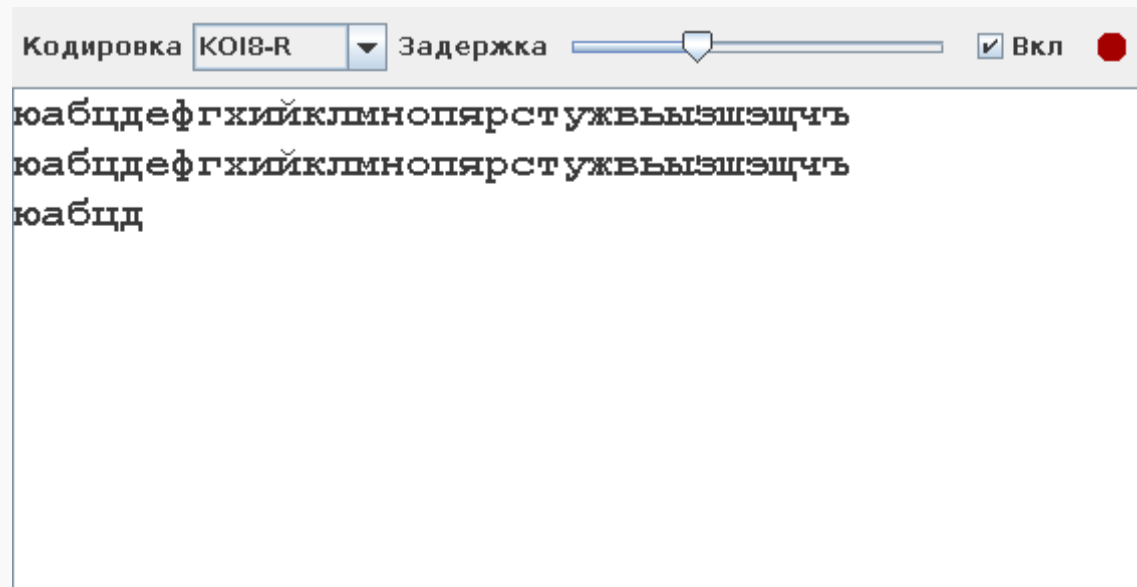 Кодировка KOI8-R Задержка Вкл
юабцдефгхийклмнопярстужвьызшэщчъ
юабцдефгхийклмнопярстужвьызшэщчъ
юабцд